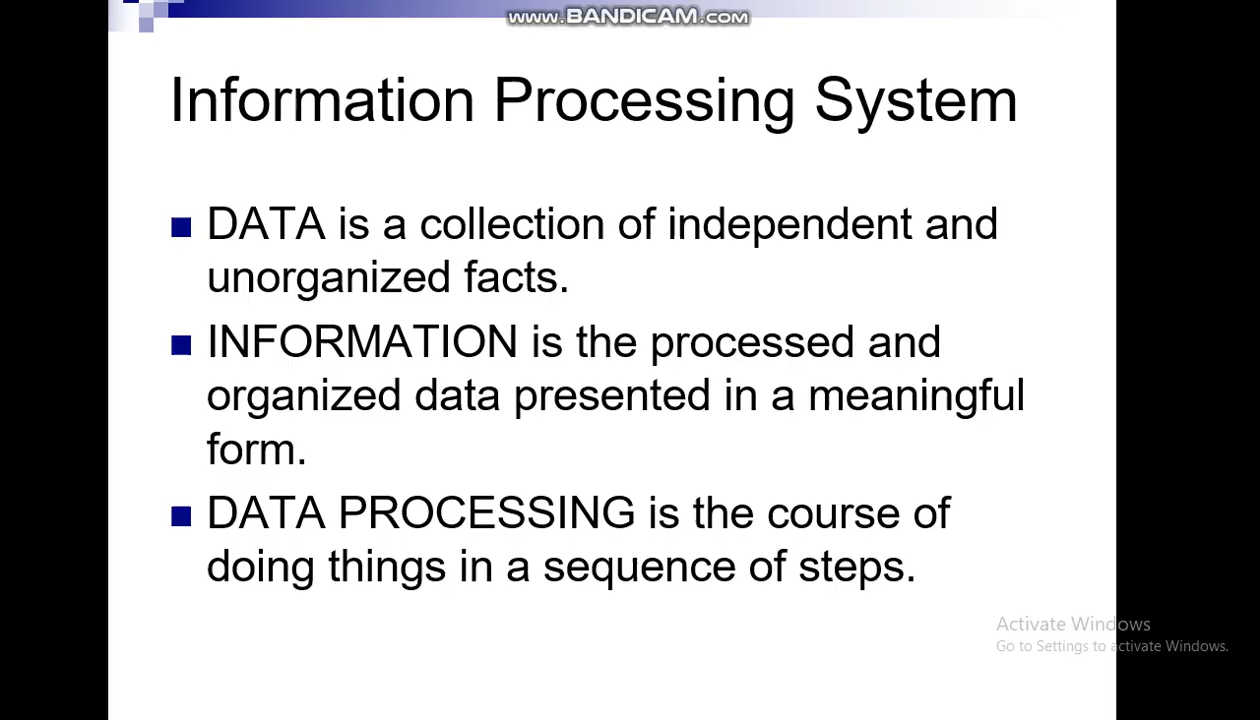 www.BANDICAM.com
Information Processing System
DATA is a collection of independent and
unorganized facts.
INFORMATION is the processed and
organized data presented in a meaningful
form.
DATA PROCESSING is the course of
doing things in a sequence of steps.
Activate Windows
Go to Settings to activate Windows.